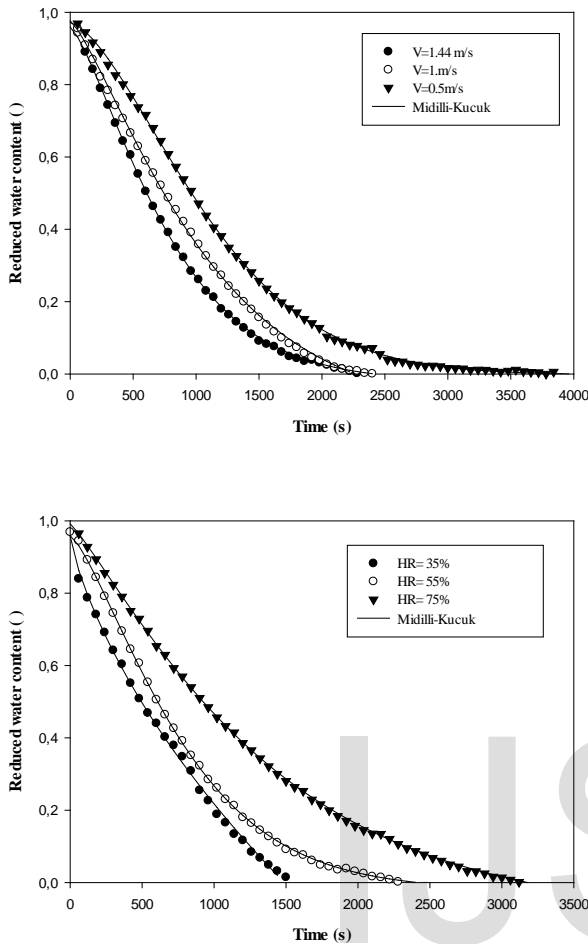 1,0
0,8
0,6
0,4
0,2
0,0
Reduced water content ( )
V=1.44 m/s
V=1.m/s
V=0.5m/s
Midilli-Kucuk
0 500 1000 1500 2000 2500 3000 3500 4000
Time (s)
1,0
0,8
0,6
0,4
0,2
0,0
Reduced water content ( )
HR= 35%
HR= 55%
HR= 75%
Midilli-Kucuk
0 500 1000 1500 2000 2500 3000 3500
Time (s)
IUS